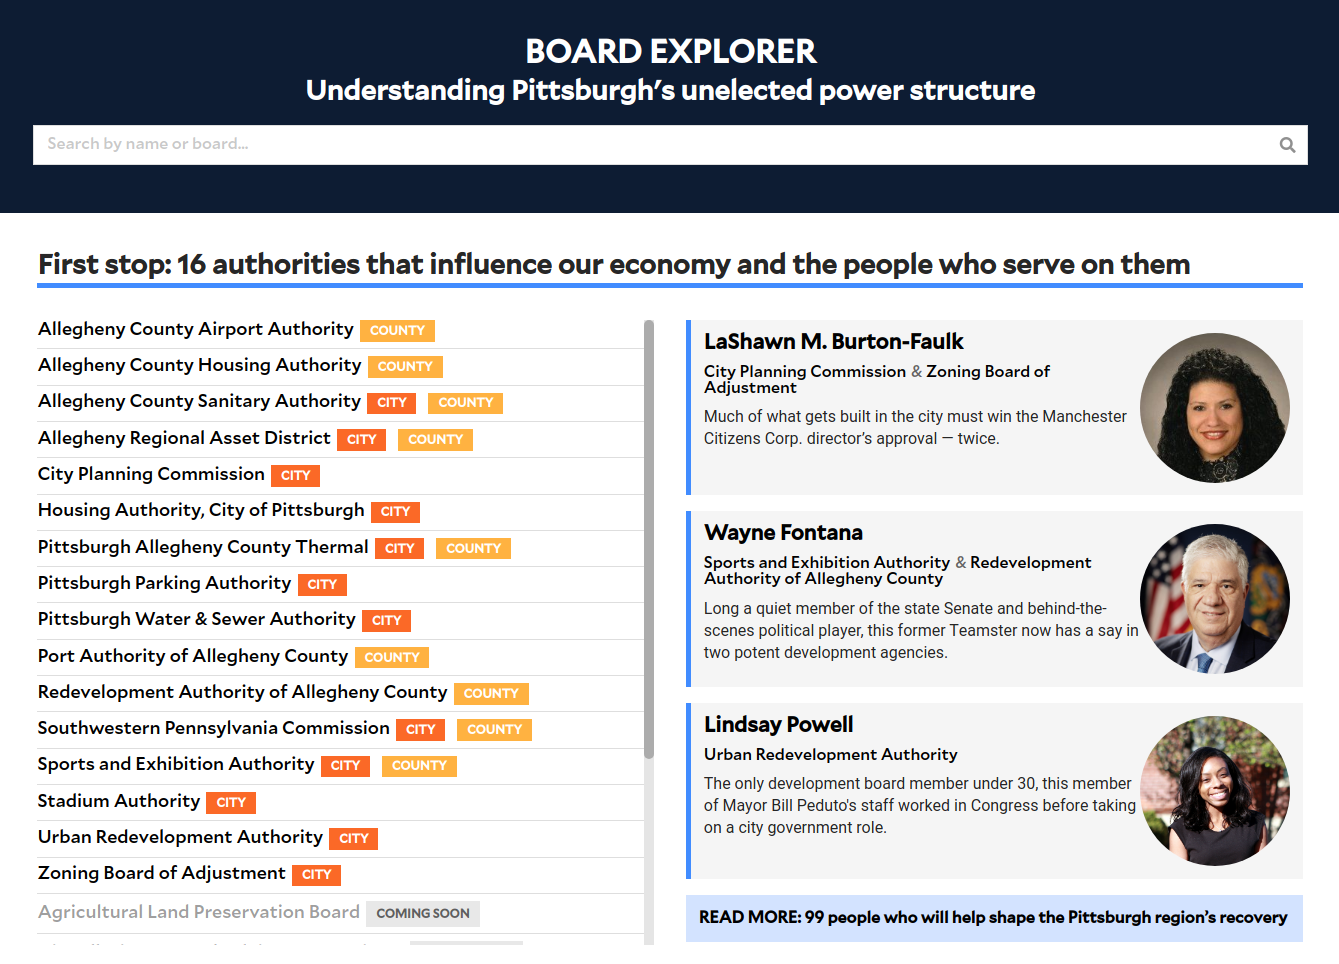 BOARD EXPLORER
Understanding Pittsburgh's unelected power structure
Search by name or board...
First stop: 16 authorities that influence our economy and the people who serve on them
Allegheny County Airport Authority COUNTY
Allegheny County Housing Authority COUNTY
Allegheny County Sanitary Authority CITY COUNTY
Allegheny Regional Asset District CITY COUNTY
City Planning Commission CITY
Housing Authority, City of Pittsburgh CITY
Pittsburgh Allegheny County Thermal CITY COUNTY
Pittsburgh Parking Authority CITY
Pittsburgh Water & Sewer Authority CITY
Port Authority of Allegheny County COUNTY
Redevelopment Authority of Allegheny County COUNTY
Southwestern Pennsylvania Commission CITY COUNTY
Sports and Exhibition Authority CITY COUNTY
Stadium Authority CITY
Urban Redevelopment Authority CITY
Zoning Board of Adjustment CITY
Agricultural Land Preservation Board COMING SOON
LaShawn M. Burton-Faulk
City Planning Commission & Zoning Board of
Adjustment
Much of what gets built in the city must win the Manchester
Citizens Corp. director's approval — twice.
Wayne Fontana
Sports and Exhibition Authority & Redevelopment
Authority of Allegheny County
Long a quiet member of the state Senate and behind-the-
scenes political player, this former Teamster now has a say in
two potent development agencies.
Lindsay Powell
Urban Redevelopment Authority
The only development board member under 30, this member
of Mayor Bill Peduto's staff worked in Congress before taking
on a city government role.
READ MORE: 99 people who will help shape the Pittsburgh region's recovery